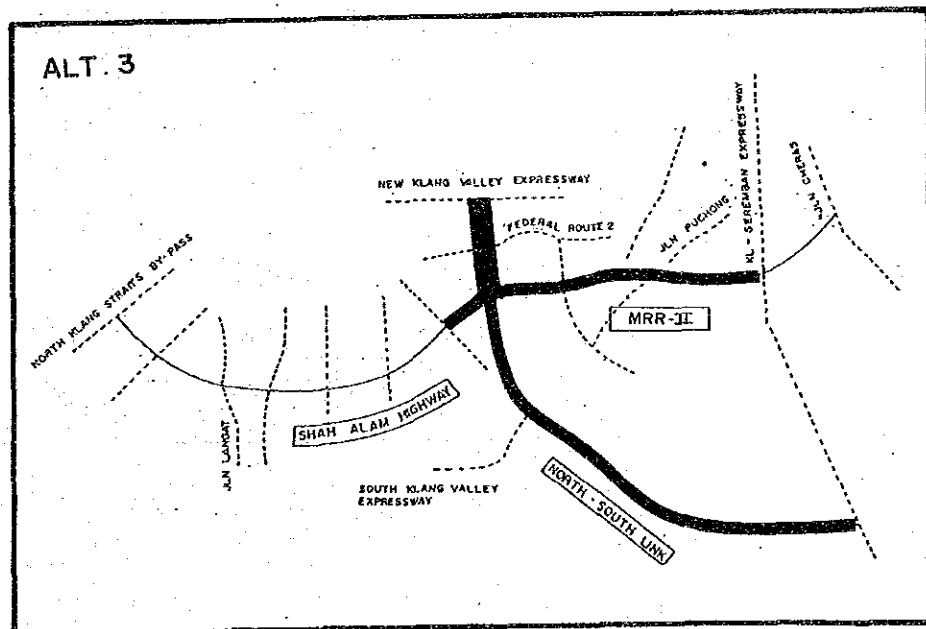 ALT. 3
NEW KLANG VALLEY EXPRESSWAY
FEDERAL ROUTE 2
JLN PUCHONG
KL - SEREMBAN EXPRESSWAY
JLN CHERAS
NORTH KLANG STRAITS BY-PASS
MRR-II
SHAH ALAM HIGHWAY
JLN LANGAT
SOUTH KLANG VALLEY
EXPRESSWAY
NORTH - SOUTH LINK